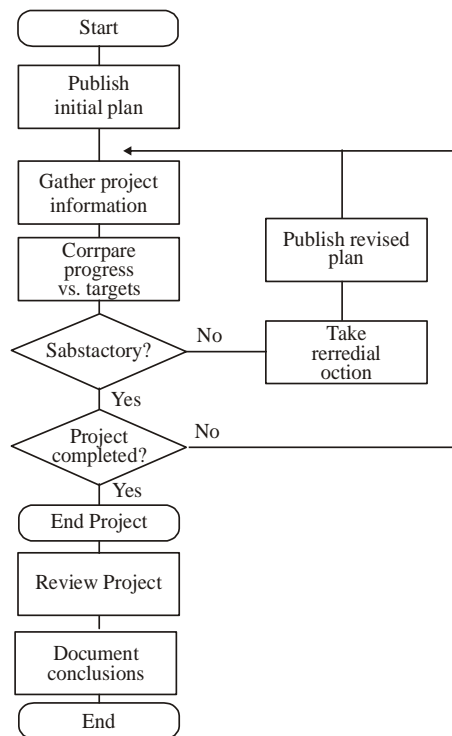 Start
Publish
initial plan
Gather project
information
Corrpare
progress
vs. targets
Publish revised
plan
Sabstactory?
No
Take
rerredial
oction
Yes
Project
completed?
No
Yes
End Project
Review Project
Document
conclusions
End